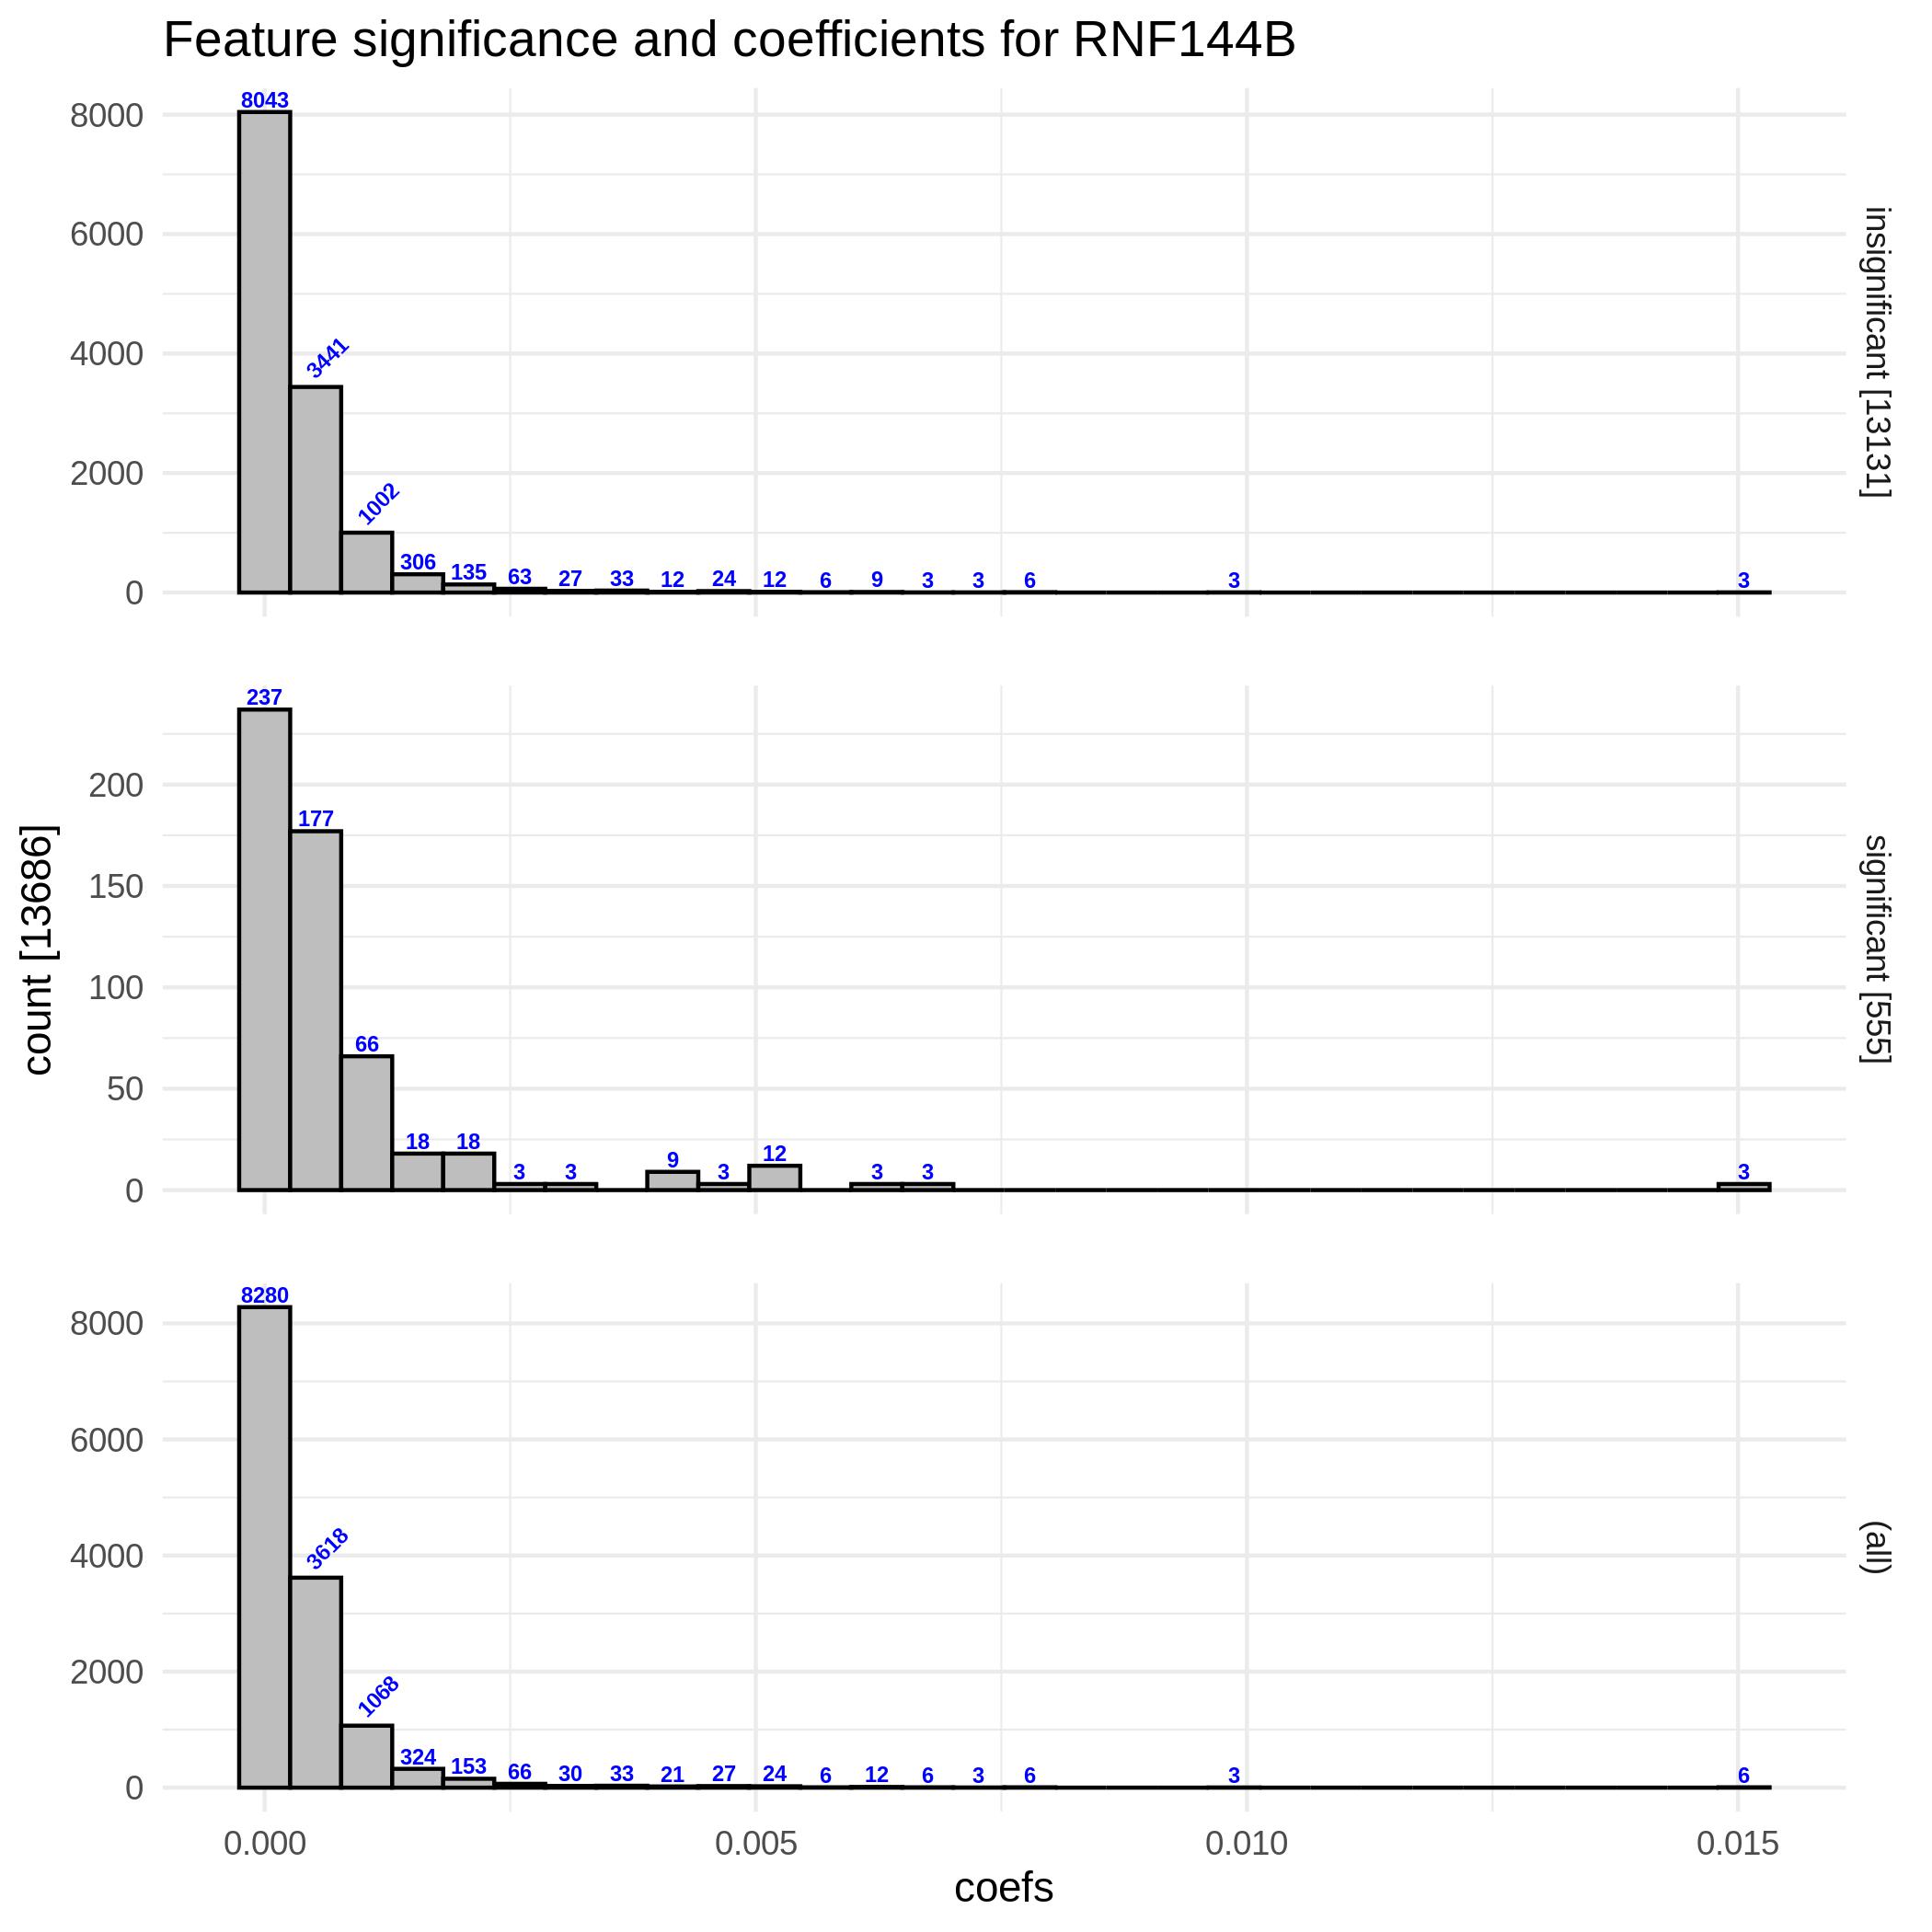 Feature significance and coefficients for RNF144B
8043
8000
6000
4000
2000
0
3441
1002
306 135 63 27 33 12 24 12 6 9 3 3 6 3 3
insignificant [13131]
237
200
150
100
50
0
177
66
18 18 3 3 9 3 12 3 3 3
significant [555]
count [13686]
8280
8000
6000
4000
2000
0
3618
1068
324 153 66 30 33 21 27 24 6 12 6 3 6 3 6
(all)
0.000 0.005 0.010 0.015
coefs